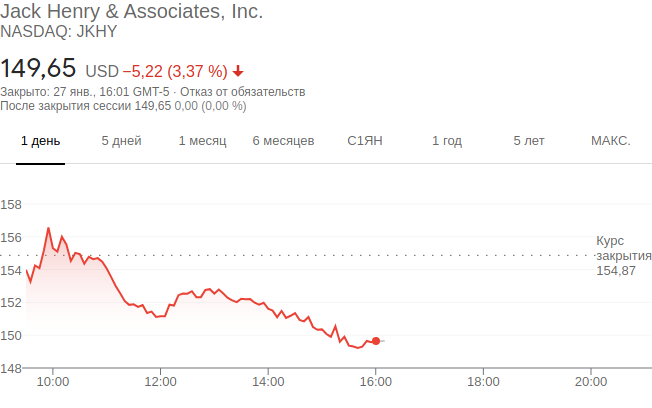 Jack Henry & Associates, Inc.
NASDAQ: JKHY
149,65 USD −5,22 (3,37 %)
Закрыто: 27 янв., 16:01 GMT-5 · Отказ от обязательств
После закрытия сессии 149,65 0,00 (0,00 %)
1 день 5 дней 1 месяц 6 месяцев С1ЯН 1 год 5 лет МАКС.
158
156
Курс
закрытия
154,87
154
152
150
148
10:00 12:00 14:00 16:00 18:00 20:00